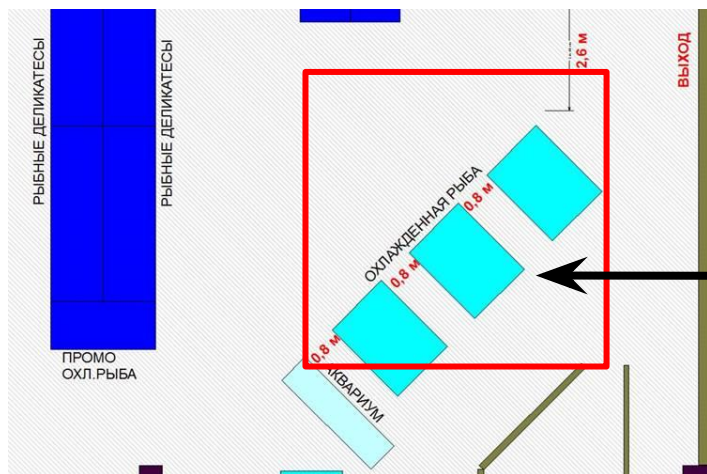 РЫБНЫЕ ДЕЛИКАТЕСЫ
РЫБНЫЕ ДЕЛИКАТЕСЫ
2,6 м
ВЫХОД
ОХЛАЖДЕННАЯ РЫБА
0,8 м
0,8 м
0,8 м
АКВАРИУМ
ПРОМО
ОХЛ.РЫБА